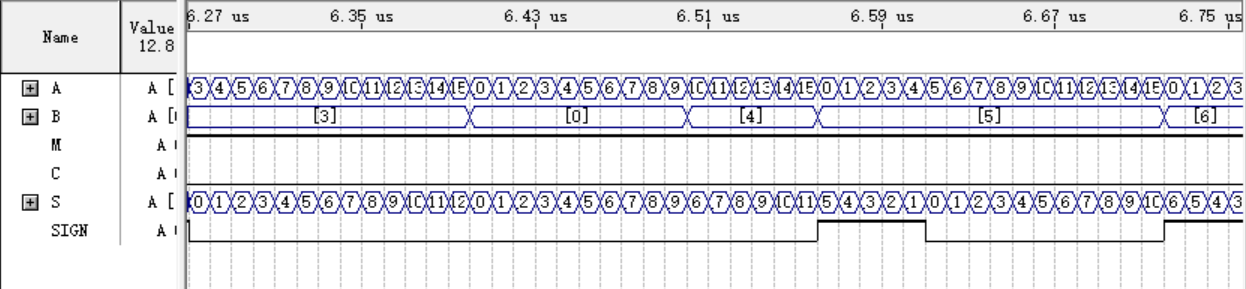 6.27 us 6.35 us 6.43 us 6.51 us 6.59 us 6.67 us 6.75 us
Name Value
12.8
A A [ 3 4 5 6 7 8 9 10 11 12 13 14 15 0 1 2 3 4 5 6 7 8 9 10 11 12 13 14 15 0 1 2 3 4 5 6 7 8 9 10 11 12 13 14 15 0 1 2 3
B A [ [3] [0] [4] [5] [6]
M A
C A
S A [ 0 1 2 3 4 5 6 7 8 9 10 11 12 0 1 2 3 4 5 6 7 8 9 6 7 8 9 10 11 5 4 3 2 1 0 1 2 3 4 5 6 7 8 9 10 6 5 4 3
SIGN A